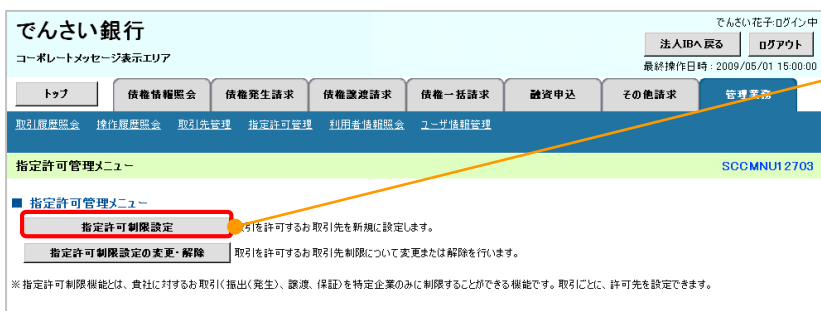 でんさい銀行
でんさい花子:ログイン中
法人IBへ戻る ログアウト
コーポレートメッセージ表示エリア
最終操作日時：2009/05/01 15:00:00
トップ 債権情報照会 債権発生請求 債権譲渡請求 債権一括請求 融資申込 その他請求 管理業務
取引履歴照会 操作履歴照会 取引先管理 指定許可管理 利用者情報照会 ユーザ情報管理
指定許可管理メニュー SCCMNU12703
■ 指定許可管理メニュー
指定許可制限設定 取引を許可するお取引先を新規に設定します。
指定許可制限設定の変更・解除 取引を許可するお取引先制限について変更または解除を行います。
※指定許可制限機能とは、貴社に対するお取引（振出（発生）、譲渡、保証）を特定企業のみに制限することができる機能です。取引ごとに、許可先を設定できます。